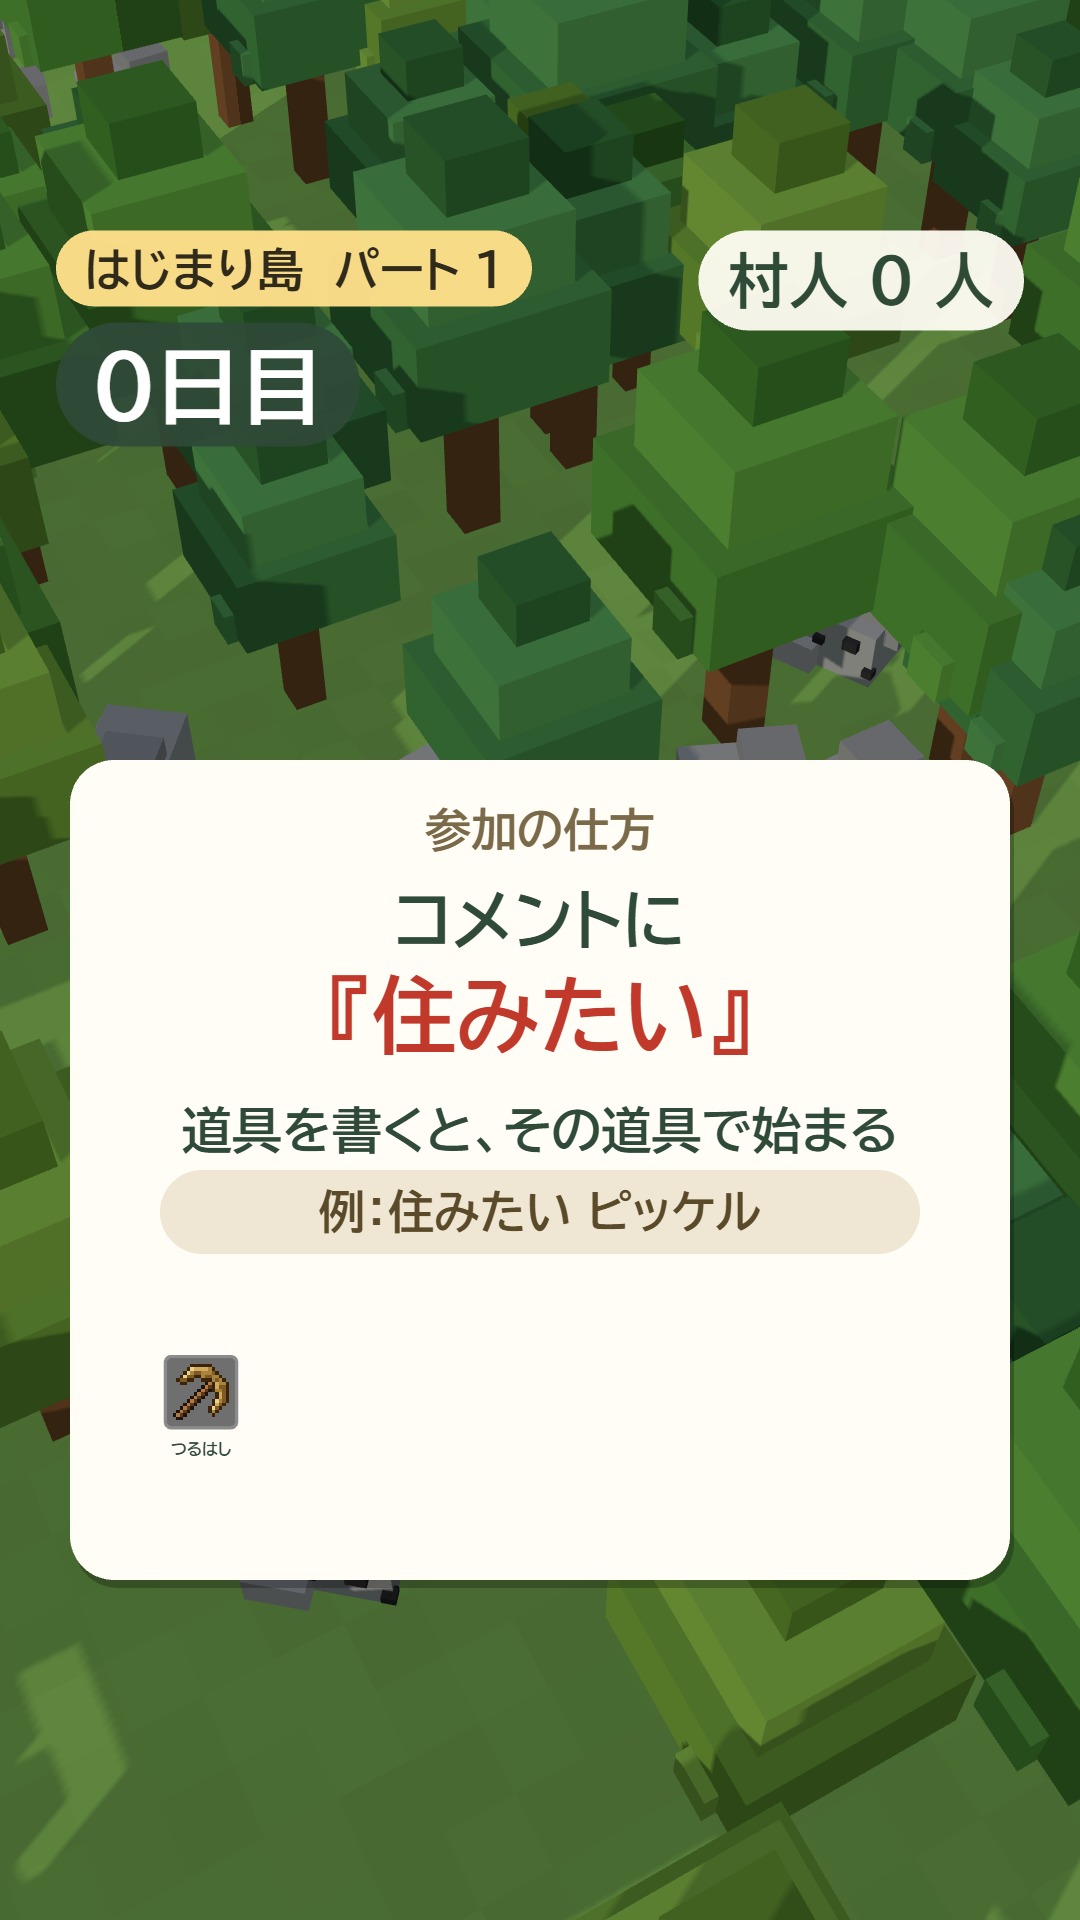 はじまり島 パート 1
村人 0 人
0日目
参加の仕方
コメントに
『住みたい』
道具を書くと、その道具で始まる
例：住みたい ピッケル
つるはし